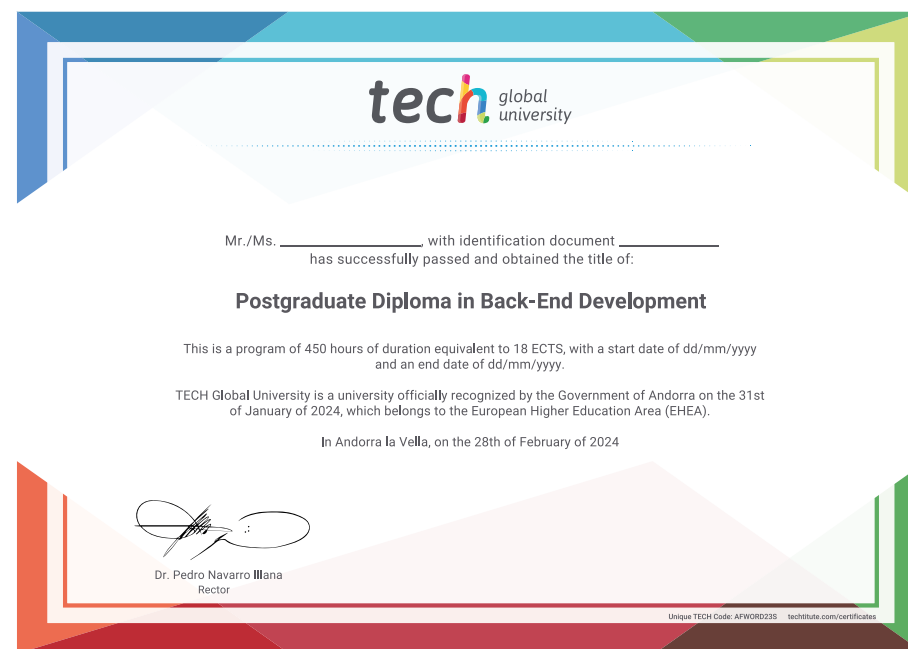 tech global university
Mr./Ms. ____________, with identification document ____________
has successfully passed and obtained the title of:
Postgraduate Diploma in Back-End Development
This is a program of 450 hours of duration equivalent to 18 ECTS, with a start date of dd/mm/yyyy
and an end date of dd/mm/yyyy.
TECH Global University is a university officially recognized by the Government of Andorra on the 31st
of January of 2024, which belongs to the European Higher Education Area (EHEA).
In Andorra la Vella, on the 28th of February of 2024
Dr. Pedro Navarro Illana
Rector
Unique TECH Code: AFWORD23S techtitute.com/certificates